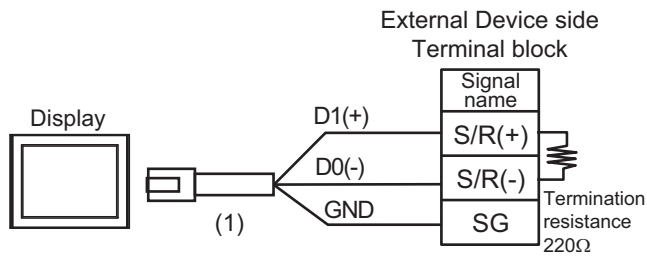 External Device side
Terminal block
Signal
name
Display
D1(+)
S/R(+)
D0(-)
S/R(-)
GND
SG
(1)
Termination
resistance
220Ω